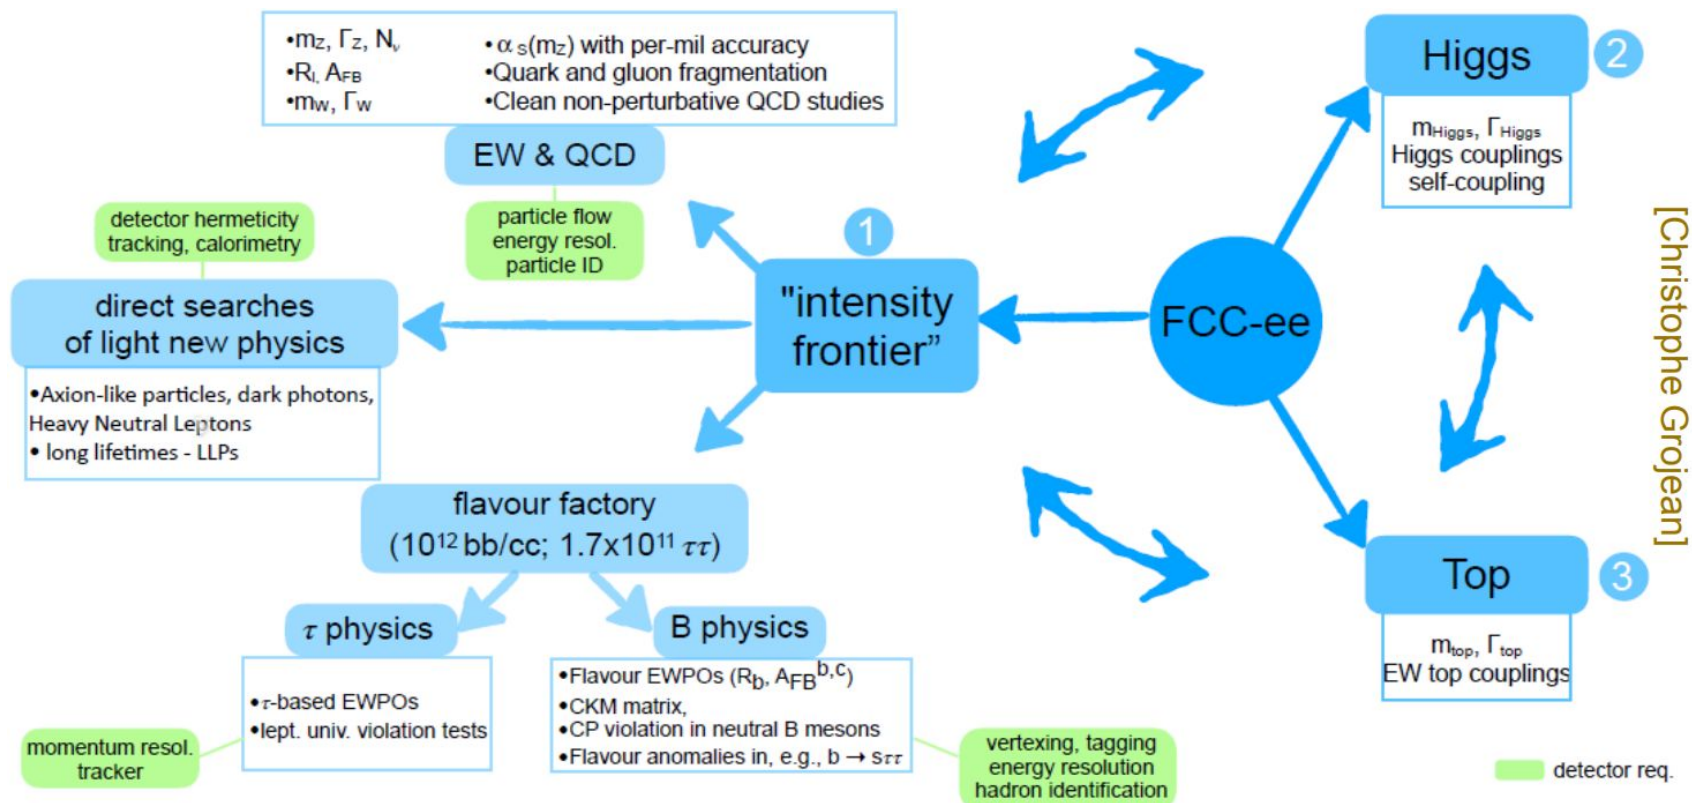 •mZ, ΓZ, Nν
•Rl, AFB
•mW, ΓW
•αs(mZ) with per-mil accuracy
•Quark and gluon fragmentation
•Clean non-perturbative QCD studies
EW & QCD
particle flow
energy resol.
particle ID
detector hermeticity
tracking, calorimetry
direct searches
of light new physics
•Axion-like particles, dark photons,
Heavy Neutral Leptons
• long lifetimes - LLPs
1
"intensity
frontier”
FCC-ee
Higgs
2
mHiggs, ΓHiggs
Higgs couplings
self-coupling
[Christophe Grojean]
flavour factory
(10¹² bb/cc; 1.7x10¹¹ ττ)
τ physics
•τ-based EWPOs
•lept. univ. violation tests
momentum resol.
tracker
B physics
•Flavour EWPOs (Rb, AFBb,c)
•CKM matrix,
•CP violation in neutral B mesons
•Flavour anomalies in, e.g., b → sττ
vertexing, tagging
energy resolution
hadron identification
Top
3
mtop, Γtop
EW top couplings
detector req.